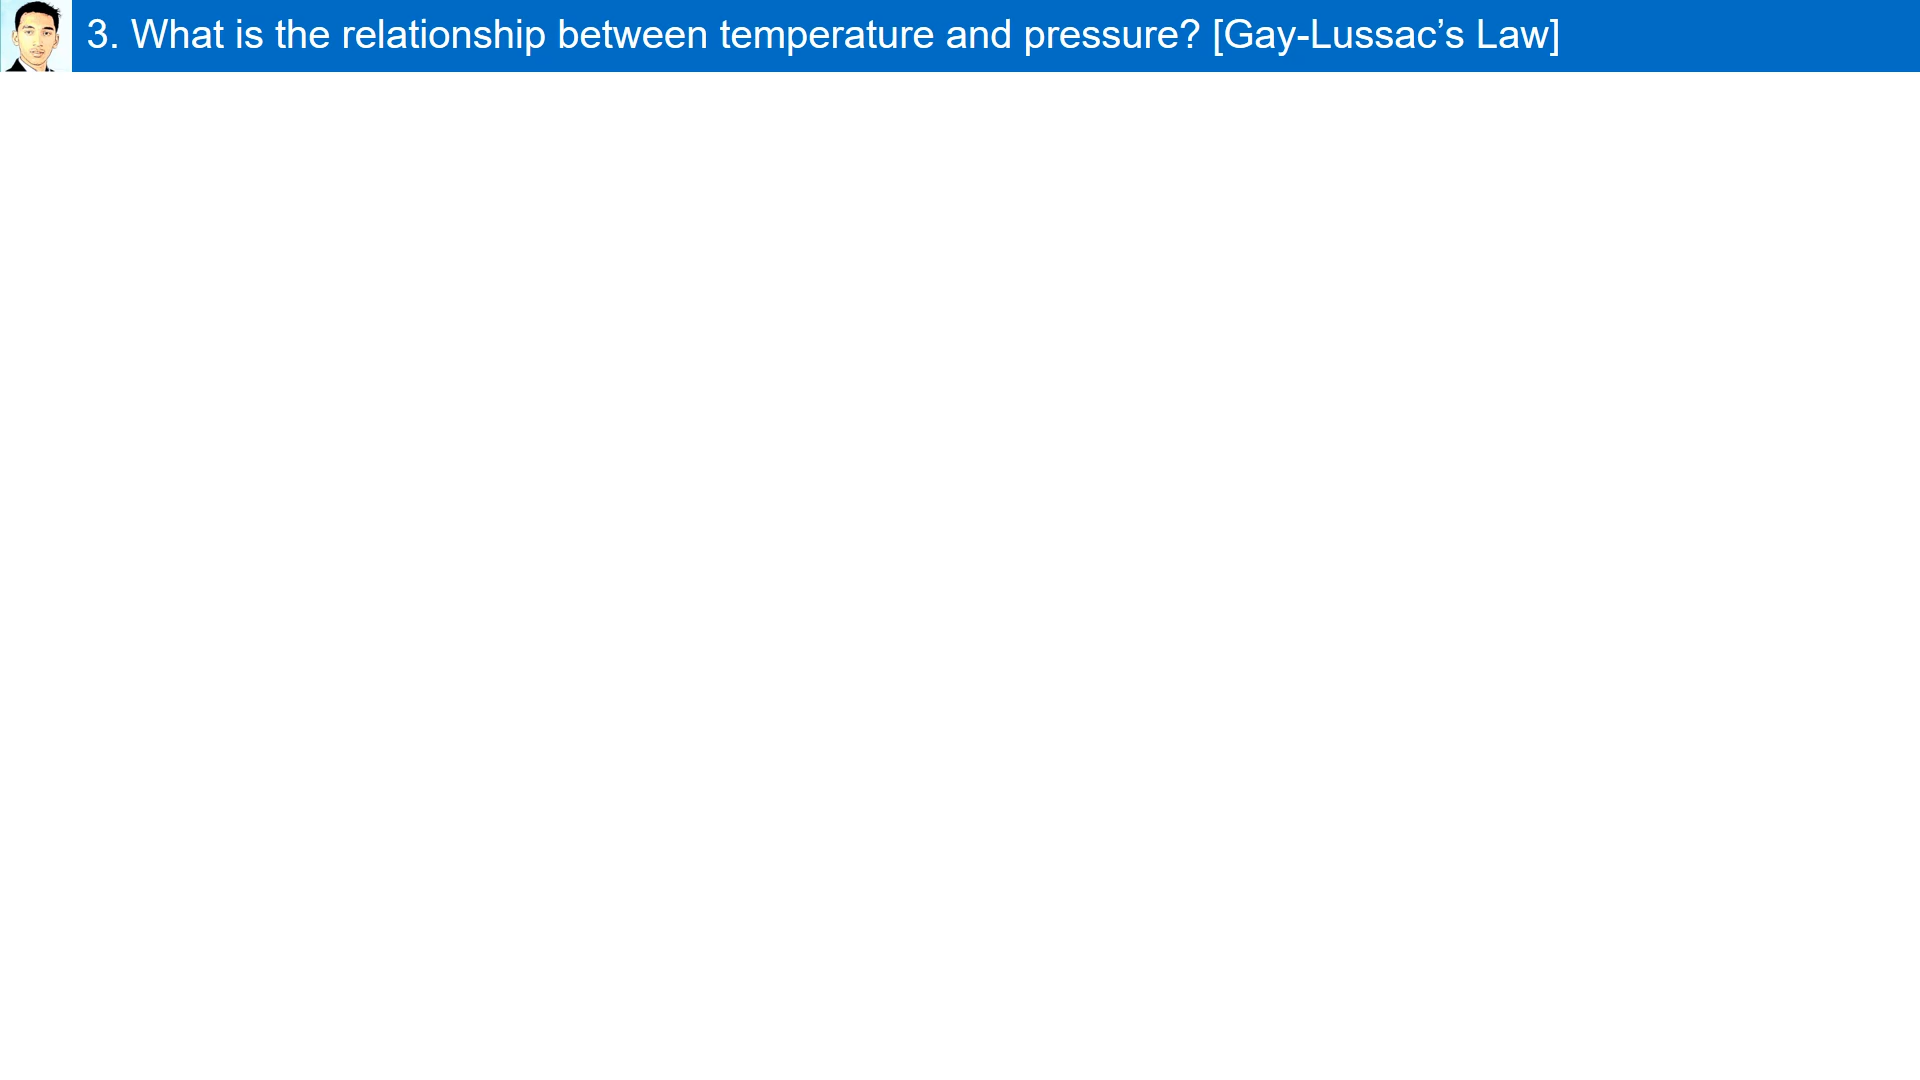 3. What is the relationship between temperature and pressure? [Gay-Lussac’s Law]